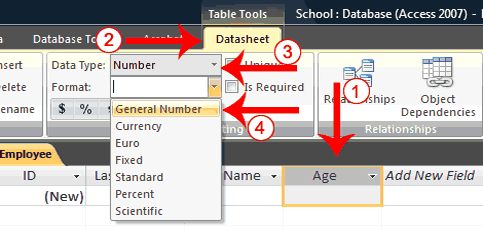 Table Tools
School : Database (Access 2007) -
2
Database To
Datasheet
3
nsert
Data Type: Number
Unique
elete
Format:
Is Required
1
ename
$ %
General Number
4
ting
Relationships
Object
Dependencies
Relationships
Currency
Euro
Fixed
Standard
Percent
Scientific
Employee
ID
Las
Name
Age
Add New Field
(New)